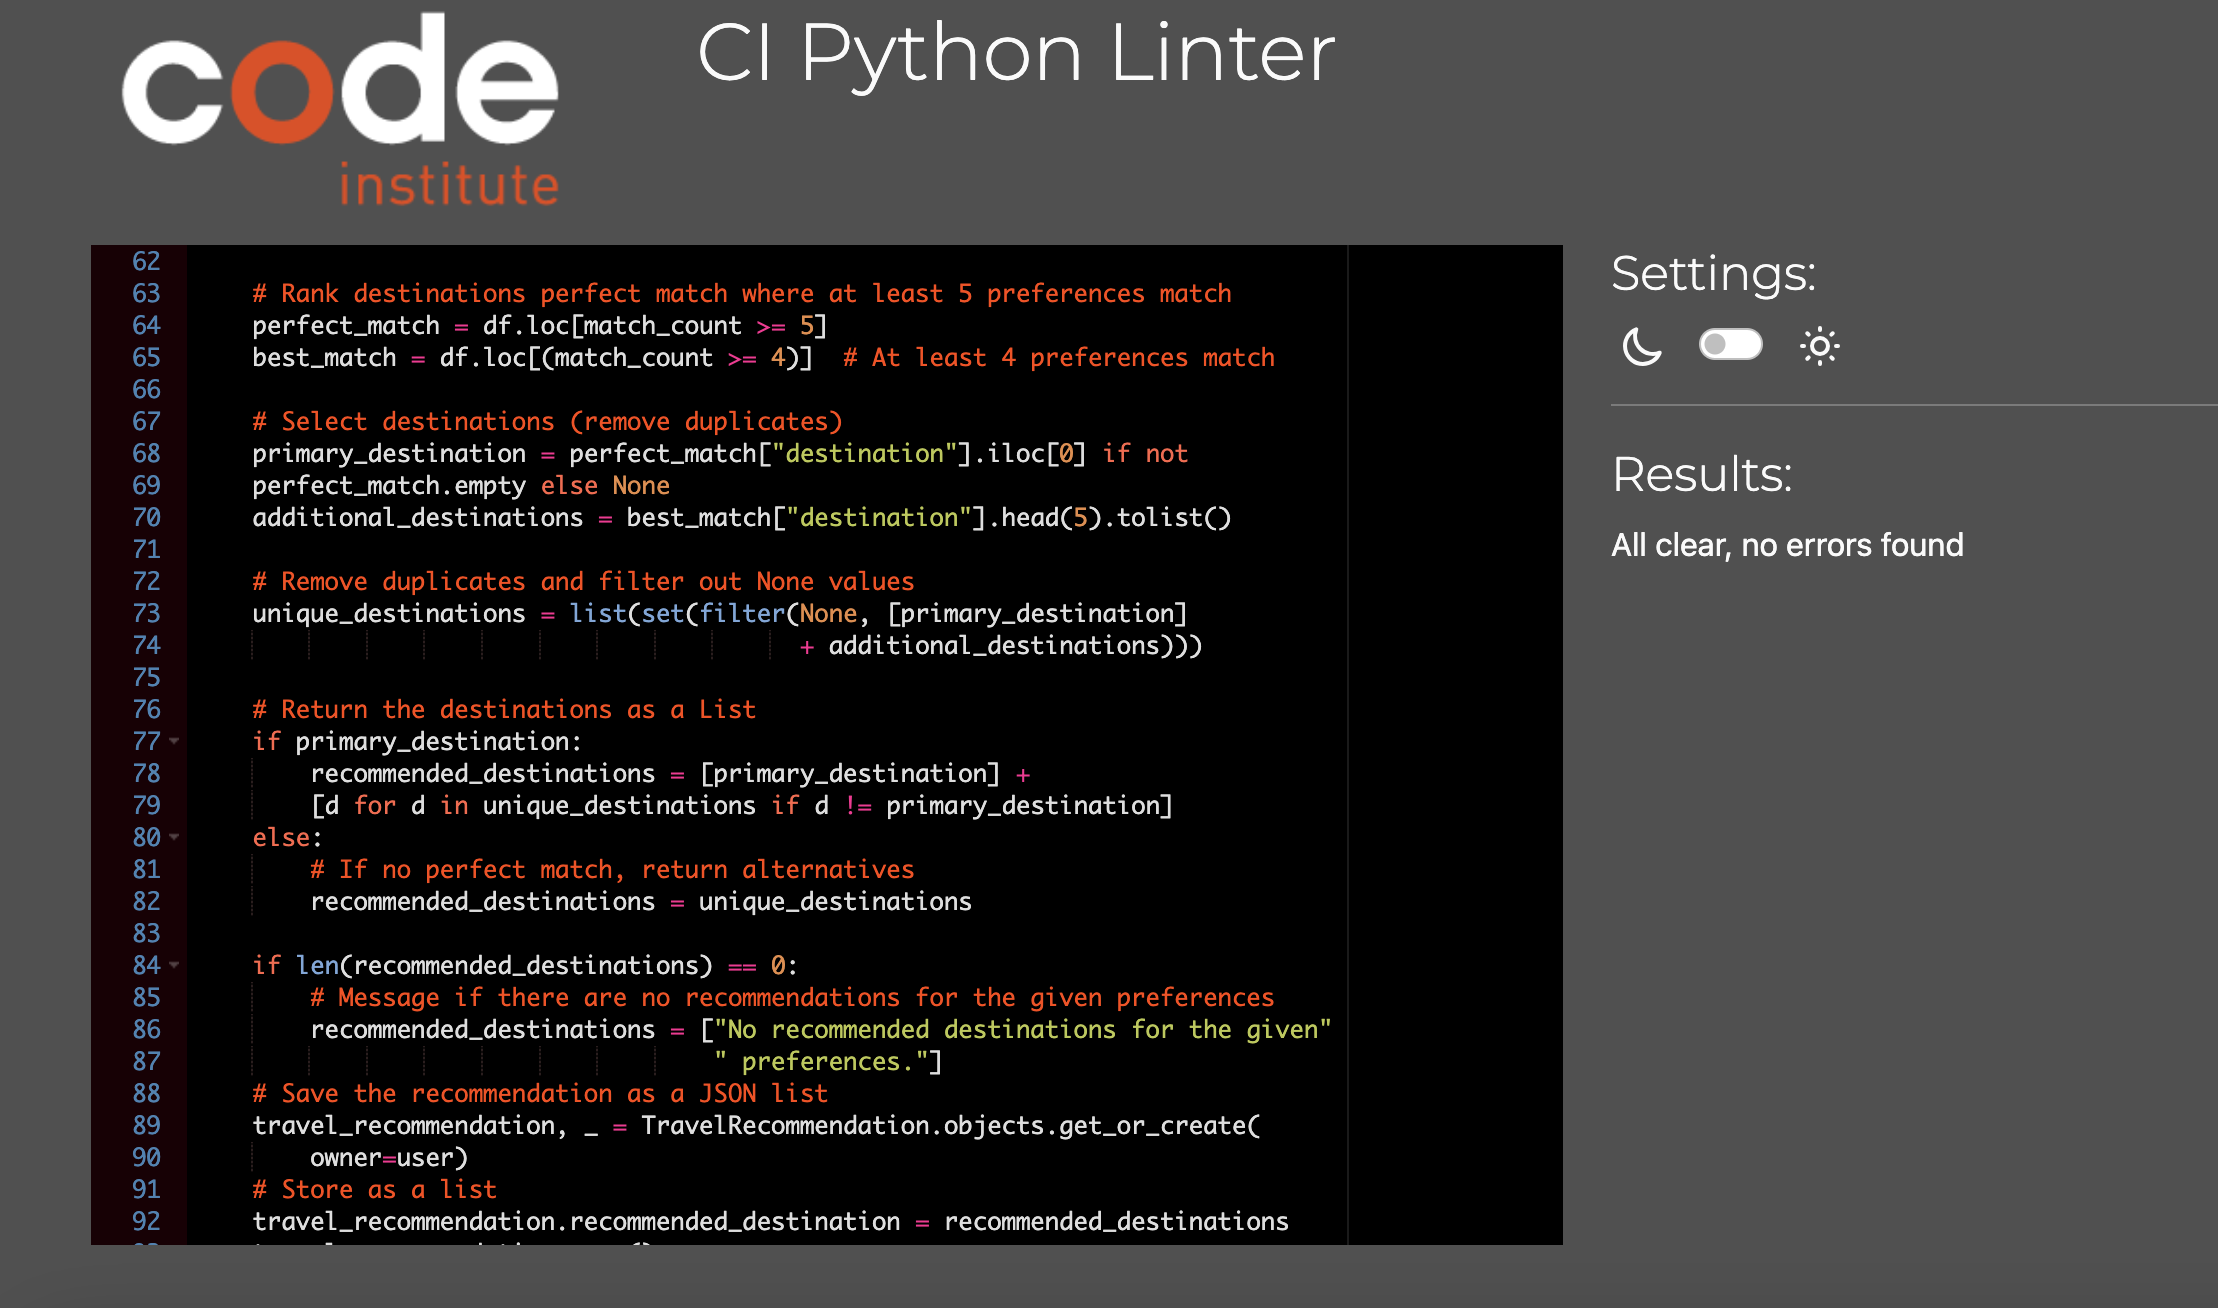 code
institute
CI Python Linter
62
63 # Rank destinations perfect match where at least 5 preferences match
64 perfect_match = df.loc[match_count >= 5]
65 best_match = df.loc[(match_count >= 4)]  # At least 4 preferences match
66
67 # Select destinations (remove duplicates)
68 primary_destination = perfect_match["destination"].iloc[0] if not
69 perfect_match.empty else None
70 additional_destinations = best_match["destination"].head(5).tolist()
71
72 # Remove duplicates and filter out None values
73 unique_destinations = list(set(filter(None, [primary_destination]
74 + additional_destinations)))
75
76 # Return the destinations as a List
77 if primary_destination:
78 recommended_destinations = [primary_destination] +
79 [d for d in unique_destinations if d != primary_destination]
80 else:
81 # If no perfect match, return alternatives
82 recommended_destinations = unique_destinations
83
84 if len(recommended_destinations) == 0:
85 # Message if there are no recommendations for the given preferences
86 recommended_destinations = ["No recommended destinations for the given"
87 " preferences."]
88 # Save the recommendation as a JSON list
89 travel_recommendation, _ = TravelRecommendation.objects.get_or_create(
90 owner=user)
91 # Store as a list
92 travel_recommendation.recommended_destination = recommended_destinations
Settings:
Results:
All clear, no errors found